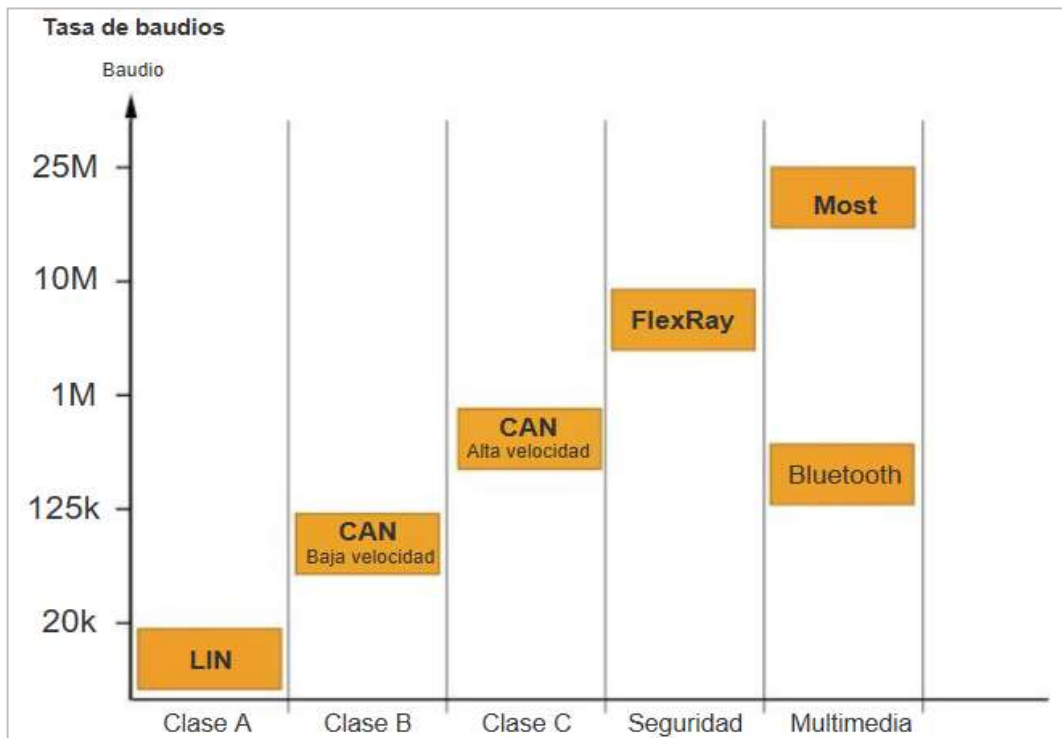 Tasa de baudios
Baudio
25M
Most
10M
FlexRay
1M
CAN
Alta velocidad
Bluetooth
125k
CAN
Baja velocidad
20k
LIN
Clase A
Clase B
Clase C
Seguridad
Multimedia